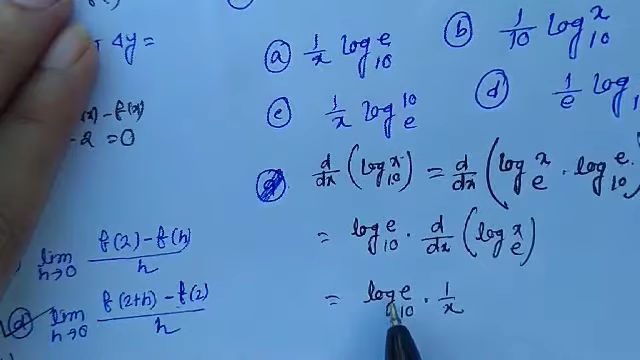 + 4y =
(x) - f(x)
- 2 = 0
lim h→0 f(2) - f(h) / h
(d) lim h→0 f(2+h) - f(2) / h
(a) 1/x log e 10
(b) 1/10 log x 10
(c) 1/x log 10 e
(d) 1/e log
d/dx (log x 10) = d/dx (log x e · log e 10)
= log e 10 · d/dx (log x e)
= log e 10 · 1/x